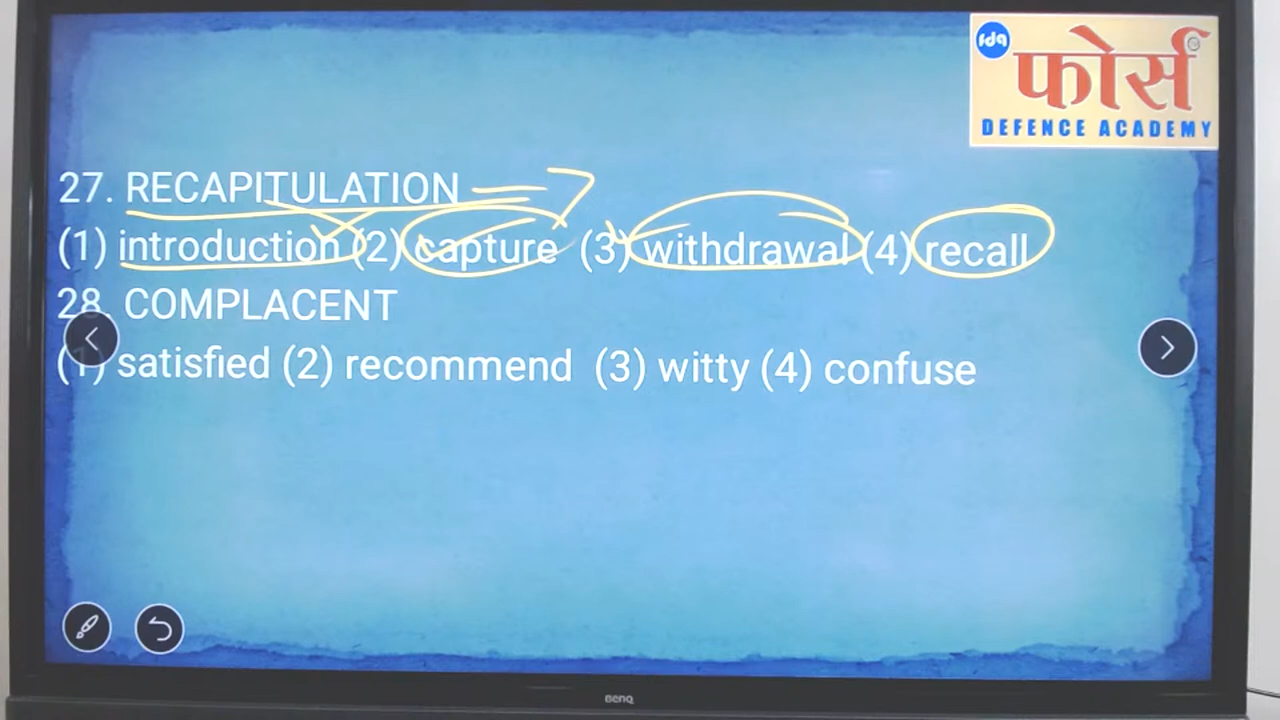 fda
फोर्स
DEFENCE ACADEMY
27. RECAPITULATION
(1) introduction (2) capture (3) withdrawal (4) recall
28. COMPLACENT
(1) satisfied (2) recommend (3) witty (4) confuse
BenQ